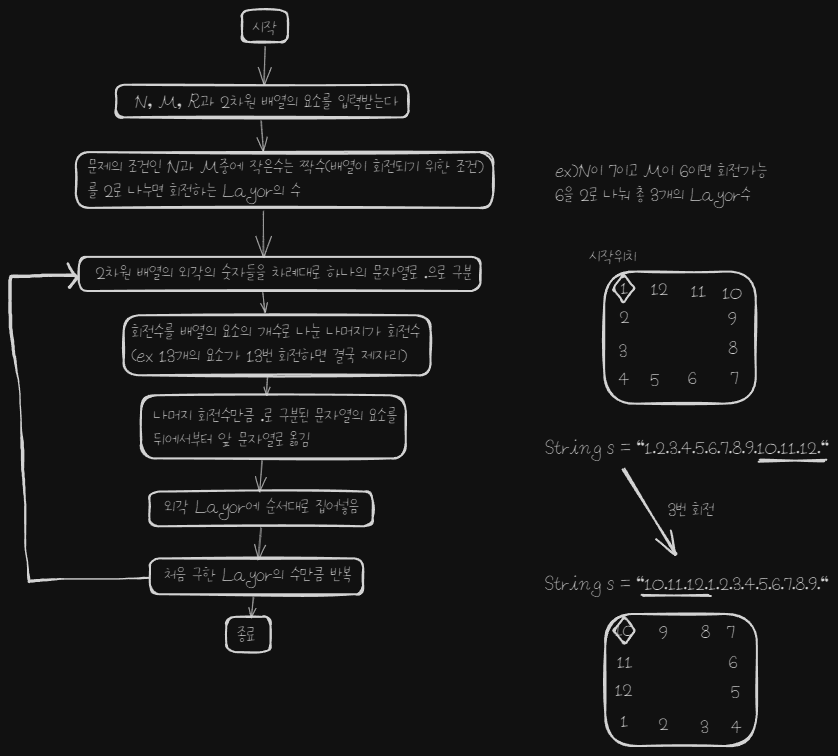 시작
N, M, R과 2차원 배열의 요소를 입력받는다
문제의 조건인 N과 M중에 작은수는 짝수(배열이 회전되기 위한 조건)
를 2로 나누면 회전하는 Layor의 수
2차원 배열의 외각의 숫자들을 차례대로 하나의 문자열로 .으로 구분
회전수를 배열의 요소의 개수로 나눈 나머지가 회전수
(ex 13개의 요소가 13번 회전하면 결국 제자리)
나머지 회전수만큼 .로 구분된 문자열의 요소를
뒤에서부터 앞 문자열로 옮김
외각 Layor에 순서대로 집어넣음
처음 구한 Layor의 수만큼 반복
종료
ex)N이 7이고 M이 6이면 회전가능
6을 2로 나눠 총 3개의 Layor수
시작위치
1 12 11 10
2 9
3 8
4 5 6 7
String s = “1.2.3.4.5.6.7.8.9.10.11.12.“
3번 회전
String s = “10.11.12.1.2.3.4.5.6.7.8.9.“
10 9 8 7
11 6
12 5
1 2 3 4